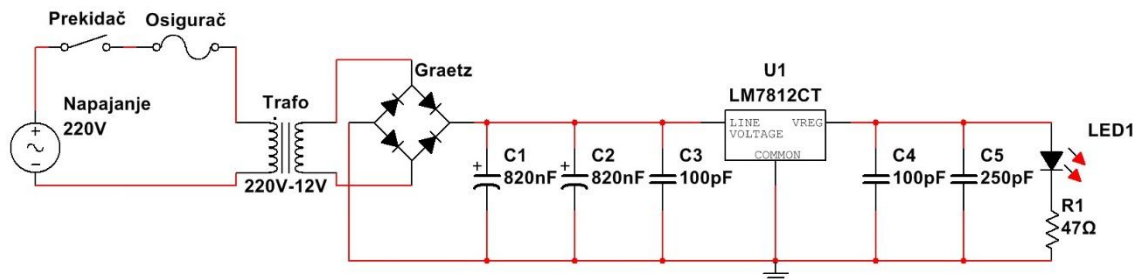 Prekidač Osigurač
Napajanje
220V
Trafo
220V-12V
Graetz
C1
820nF
C2
820nF
C3
100pF
U1
LM7812CT
LINE VREG
VOLTAGE
COMMON
C4
100pF
C5
250pF
LED1
R1
47Ω